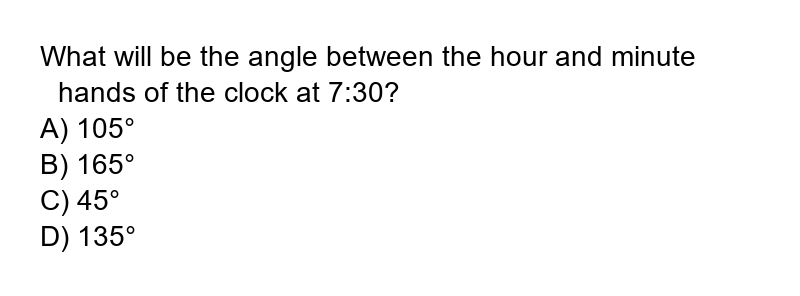 What will be the angle between the hour and minute
hands of the clock at 7:30?
A) 105°
B) 165°
C) 45°
D) 135°